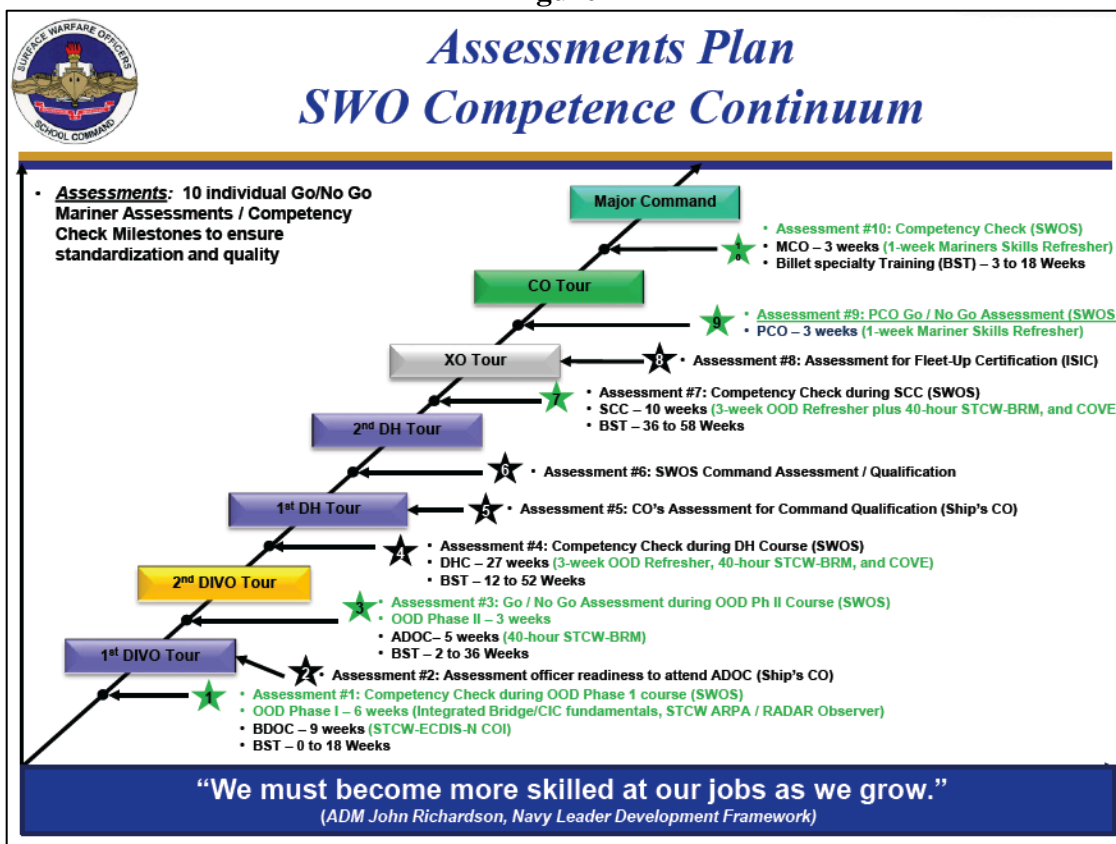 SURFACE WARFARE OFFICERS
SCHOOL COMMAND
Assessments Plan
SWO Competence Continuum
• Assessments: 10 individual Go/No Go
Mariner Assessments / Competency
Check Milestones to ensure
standardization and quality
Major Command
10
• Assessment #10: Competency Check (SWOS)
• MCO – 3 weeks (1-week Mariners Skills Refresher)
• Billet specialty Training (BST) – 3 to 18 Weeks
CO Tour
9
• Assessment #9: PCO Go / No Go Assessment (SWOS
• PCO – 3 weeks (1-week Mariner Skills Refresher)
XO Tour
8
• Assessment #8: Assessment for Fleet-Up Certification (ISIC)
7
• Assessment #7: Competency Check during SCC (SWOS)
• SCC – 10 weeks (3-week OOD Refresher plus 40-hour STCW-BRM, and COVE
• BST – 36 to 58 Weeks
2nd DH Tour
6
• Assessment #6: SWOS Command Assessment / Qualification
1st DH Tour
5
• Assessment #5: CO's Assessment for Command Qualification (Ship's CO)
4
• Assessment #4: Competency Check during DH Course (SWOS)
• DHC – 27 weeks (3-week OOD Refresher, 40-hour STCW-BRM, and COVE)
• BST – 12 to 52 Weeks
2nd DIVO Tour
3
• Assessment #3: Go / No Go Assessment during OOD Ph II Course (SWOS)
• OOD Phase II – 3 weeks
• ADOC– 5 weeks (40-hour STCW-BRM)
• BST – 2 to 36 Weeks
1st DIVO Tour
2
• Assessment #2: Assessment officer readiness to attend ADOC (Ship's CO)
1
• Assessment #1: Competency Check during OOD Phase 1 course (SWOS)
• OOD Phase I – 6 weeks (Integrated Bridge/CIC fundamentals, STCW ARPA / RADAR Observer)
• BDOC – 9 weeks (STCW-ECDIS-N COI)
• BST – 0 to 18 Weeks
“We must become more skilled at our jobs as we grow.”
(ADM John Richardson, Navy Leader Development Framework)